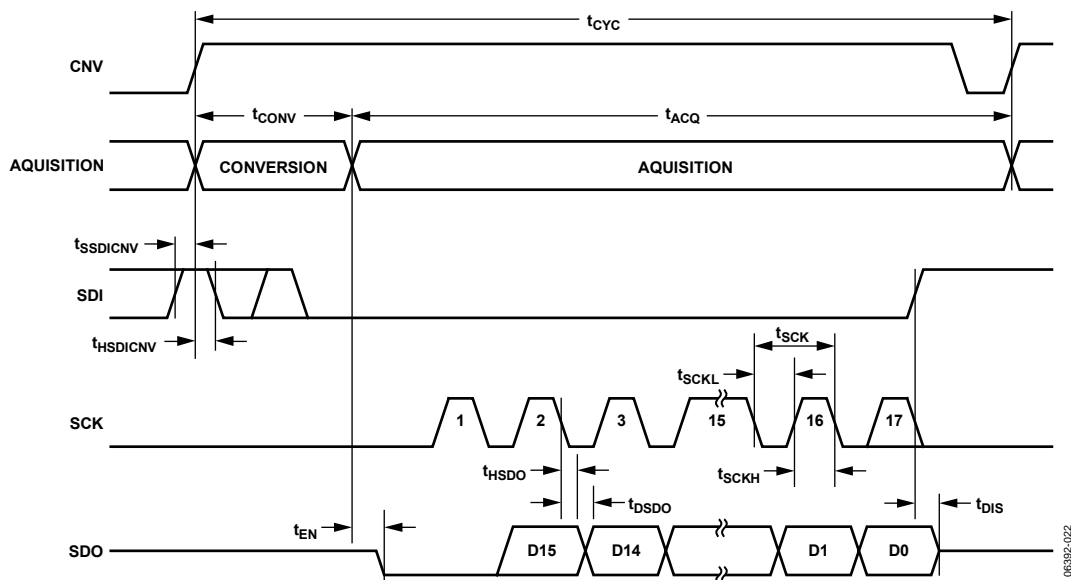 tCYC
CNV
tCONV
tACQ
AQUISITION
CONVERSION
AQUISITION
tSSDICNV
SDI
tHSDICNV
tSCK
tSCKL
SCK
1
2
3
15
16
17
tHSDO
tSCKH
tDSDO
tEN
tDIS
SDO
D15
D14
D1
D0
06392-022